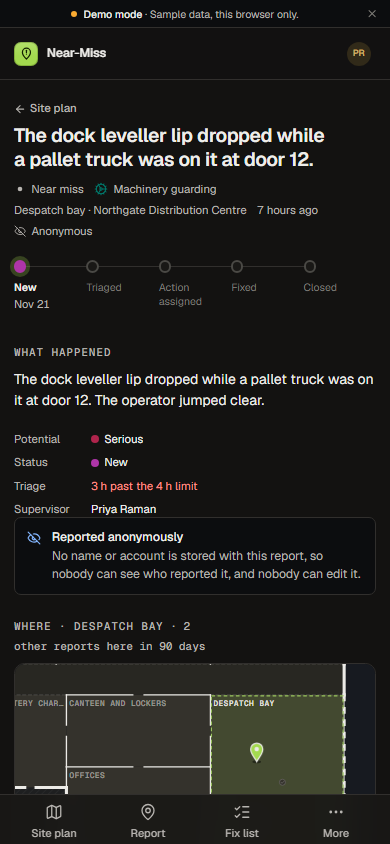 Demo mode · Sample data, this browser only.
Near-Miss
PR
Site plan
The dock leveller lip dropped while
a pallet truck was on it at door 12.
Near miss Machinery guarding
Despatch bay · Northgate Distribution Centre 7 hours ago
Anonymous
New Triaged Action Fixed Closed
Nov 21 assigned
WHAT HAPPENED
The dock leveller lip dropped while a pallet truck was on
it at door 12. The operator jumped clear.
Potential Serious
Status New
Triage 3 h past the 4 h limit
Supervisor Priya Raman
Reported anonymously
No name or account is stored with this report, so
nobody can see who reported it, and nobody can edit it.
WHERE · DESPATCH BAY · 2
other reports here in 90 days
TERY CHAR… CANTEEN AND LOCKERS DESPATCH BAY
OFFICES
Site plan Report Fix list More